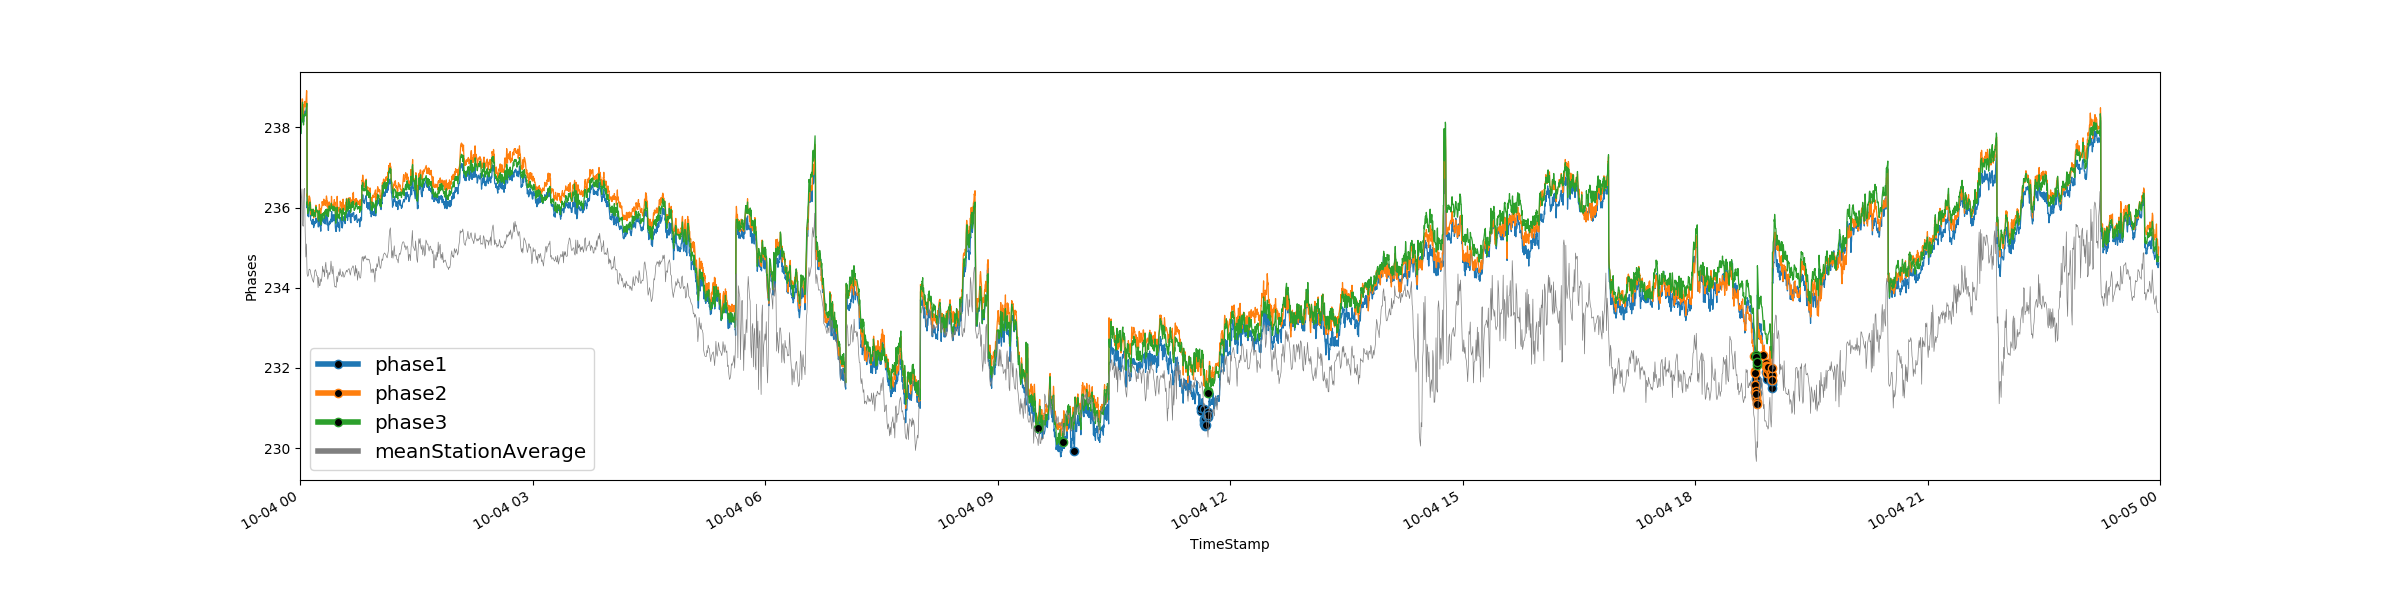 238
236
234
232
230
Phases
phase1
phase2
phase3
meanStationAverage
10-04 00
10-04 03
10-04 06
10-04 09
10-04 12
10-04 15
10-04 18
10-04 21
10-05 00
TimeStamp